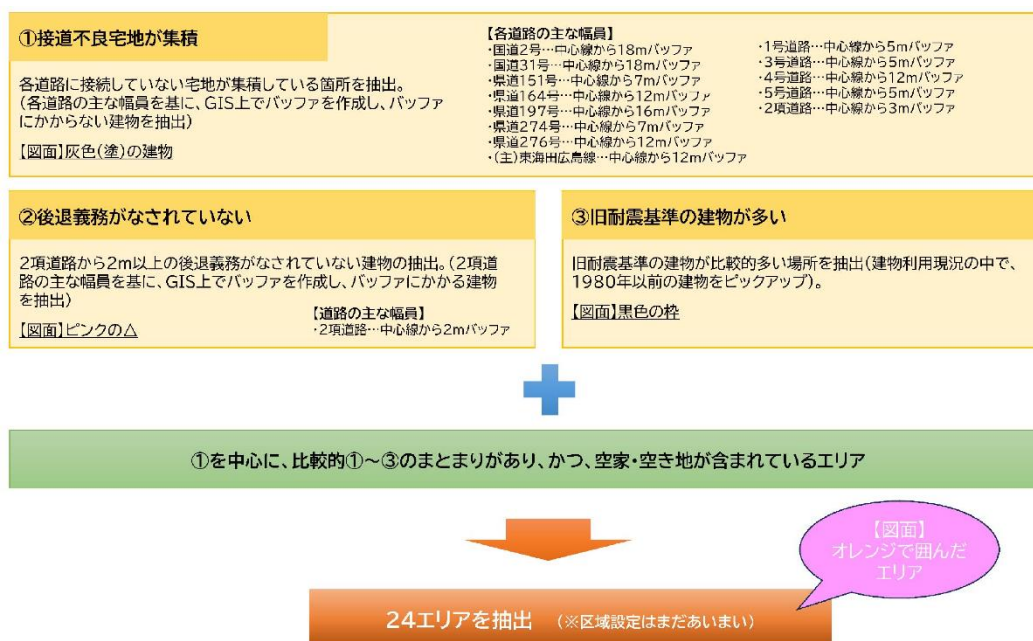 ①接道不良宅地が集積
各道路に接続していない宅地が集積している箇所を抽出。
(各道路の主な幅員を基に、GIS上でバッファを作成し、バッファ
にかからない建物を抽出)
【図面】灰色(塗)の建物
【各道路の主な幅員】
・国道2号…中心線から18mバッファ
・国道31号…中心線から18mバッファ
・県道151号…中心線から7mバッファ
・県道164号…中心線から12mバッファ
・県道197号…中心線から16mバッファ
・県道274号…中心線から7mバッファ
・県道276号…中心線から12mバッファ
・(主)東海田広島線…中心線から12mバッファ
・1号道路…中心線から5mバッファ
・3号道路…中心線から5mバッファ
・4号道路…中心線から12mバッファ
・5号道路…中心線から5mバッファ
・2項道路…中心線から3mバッファ
②後退義務がなされていない
2項道路から2m以上の後退義務がなされていない建物の抽出。(2項道
路の主な幅員を基に、GIS上でバッファを作成し、バッファにかかる建物
を抽出)
【図面】ピンクの△
【道路の主な幅員】
・2項道路…中心線から2mバッファ
③旧耐震基準の建物が多い
旧耐震基準の建物が比較的多い場所を抽出(建物利用現況の中で、
1980年以前の建物をピックアップ)。
【図面】黒色の枠
①を中心に、比較的①～③のまとまりがあり、かつ、空家・空き地が含まれているエリア
【図面】
オレンジで囲んだ
エリア
24エリアを抽出 (※区域設定はまだあいまい)